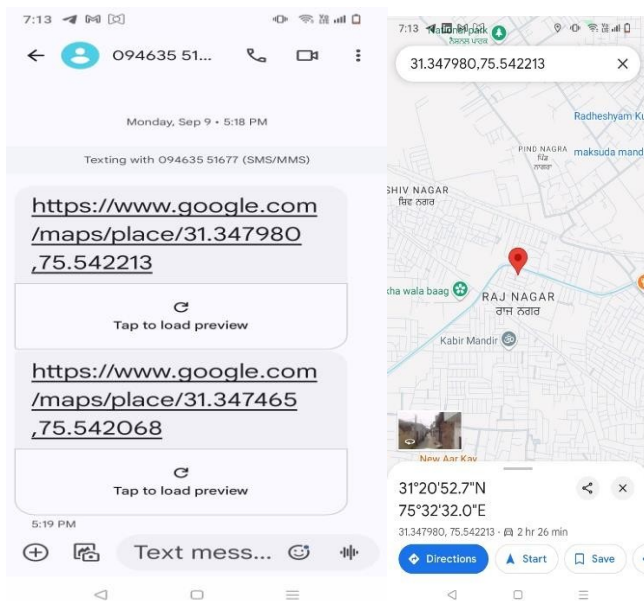 7:13
094635 51...
Monday, Sep 9 • 5:18 PM
Texting with 094635 51677 (SMS/MMS)
https://www.google.com
/maps/place/31.347980
,75.542213
Tap to load preview
https://www.google.com
/maps/place/31.347465
,75.542068
Tap to load preview
5:19 PM
Text mess...
7:13
31.347980,75.542213
Radheshyam Ku
PIND NAGRA
ਪਿੰਡ
ਨਾਗਰਾ
maksuda mand
SHIV NAGAR
ਸ਼ਿਵ ਨਗਰ
kha wala baag
RAJ NAGAR
ਰਾਜ ਨਗਰ
Kabir Mandir
New Aar Kay
31°20'52.7"N
75°32'32.0"E
31.347980, 75.542213 · 2 hr 26 min
Directions
Start
Save